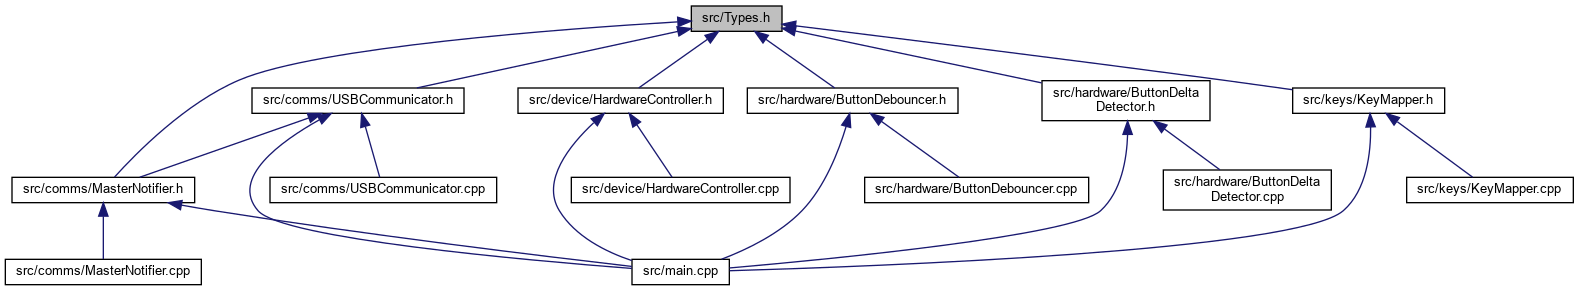 src/Types.h
src/comms/USBCommunicator.h
src/device/HardwareController.h
src/hardware/ButtonDebouncer.h
src/hardware/ButtonDelta
Detector.h
src/keys/KeyMapper.h
src/comms/MasterNotifier.h
src/comms/USBCommunicator.cpp
src/device/HardwareController.cpp
src/hardware/ButtonDebouncer.cpp
src/hardware/ButtonDelta
Detector.cpp
src/keys/KeyMapper.cpp
src/comms/MasterNotifier.cpp
src/main.cpp